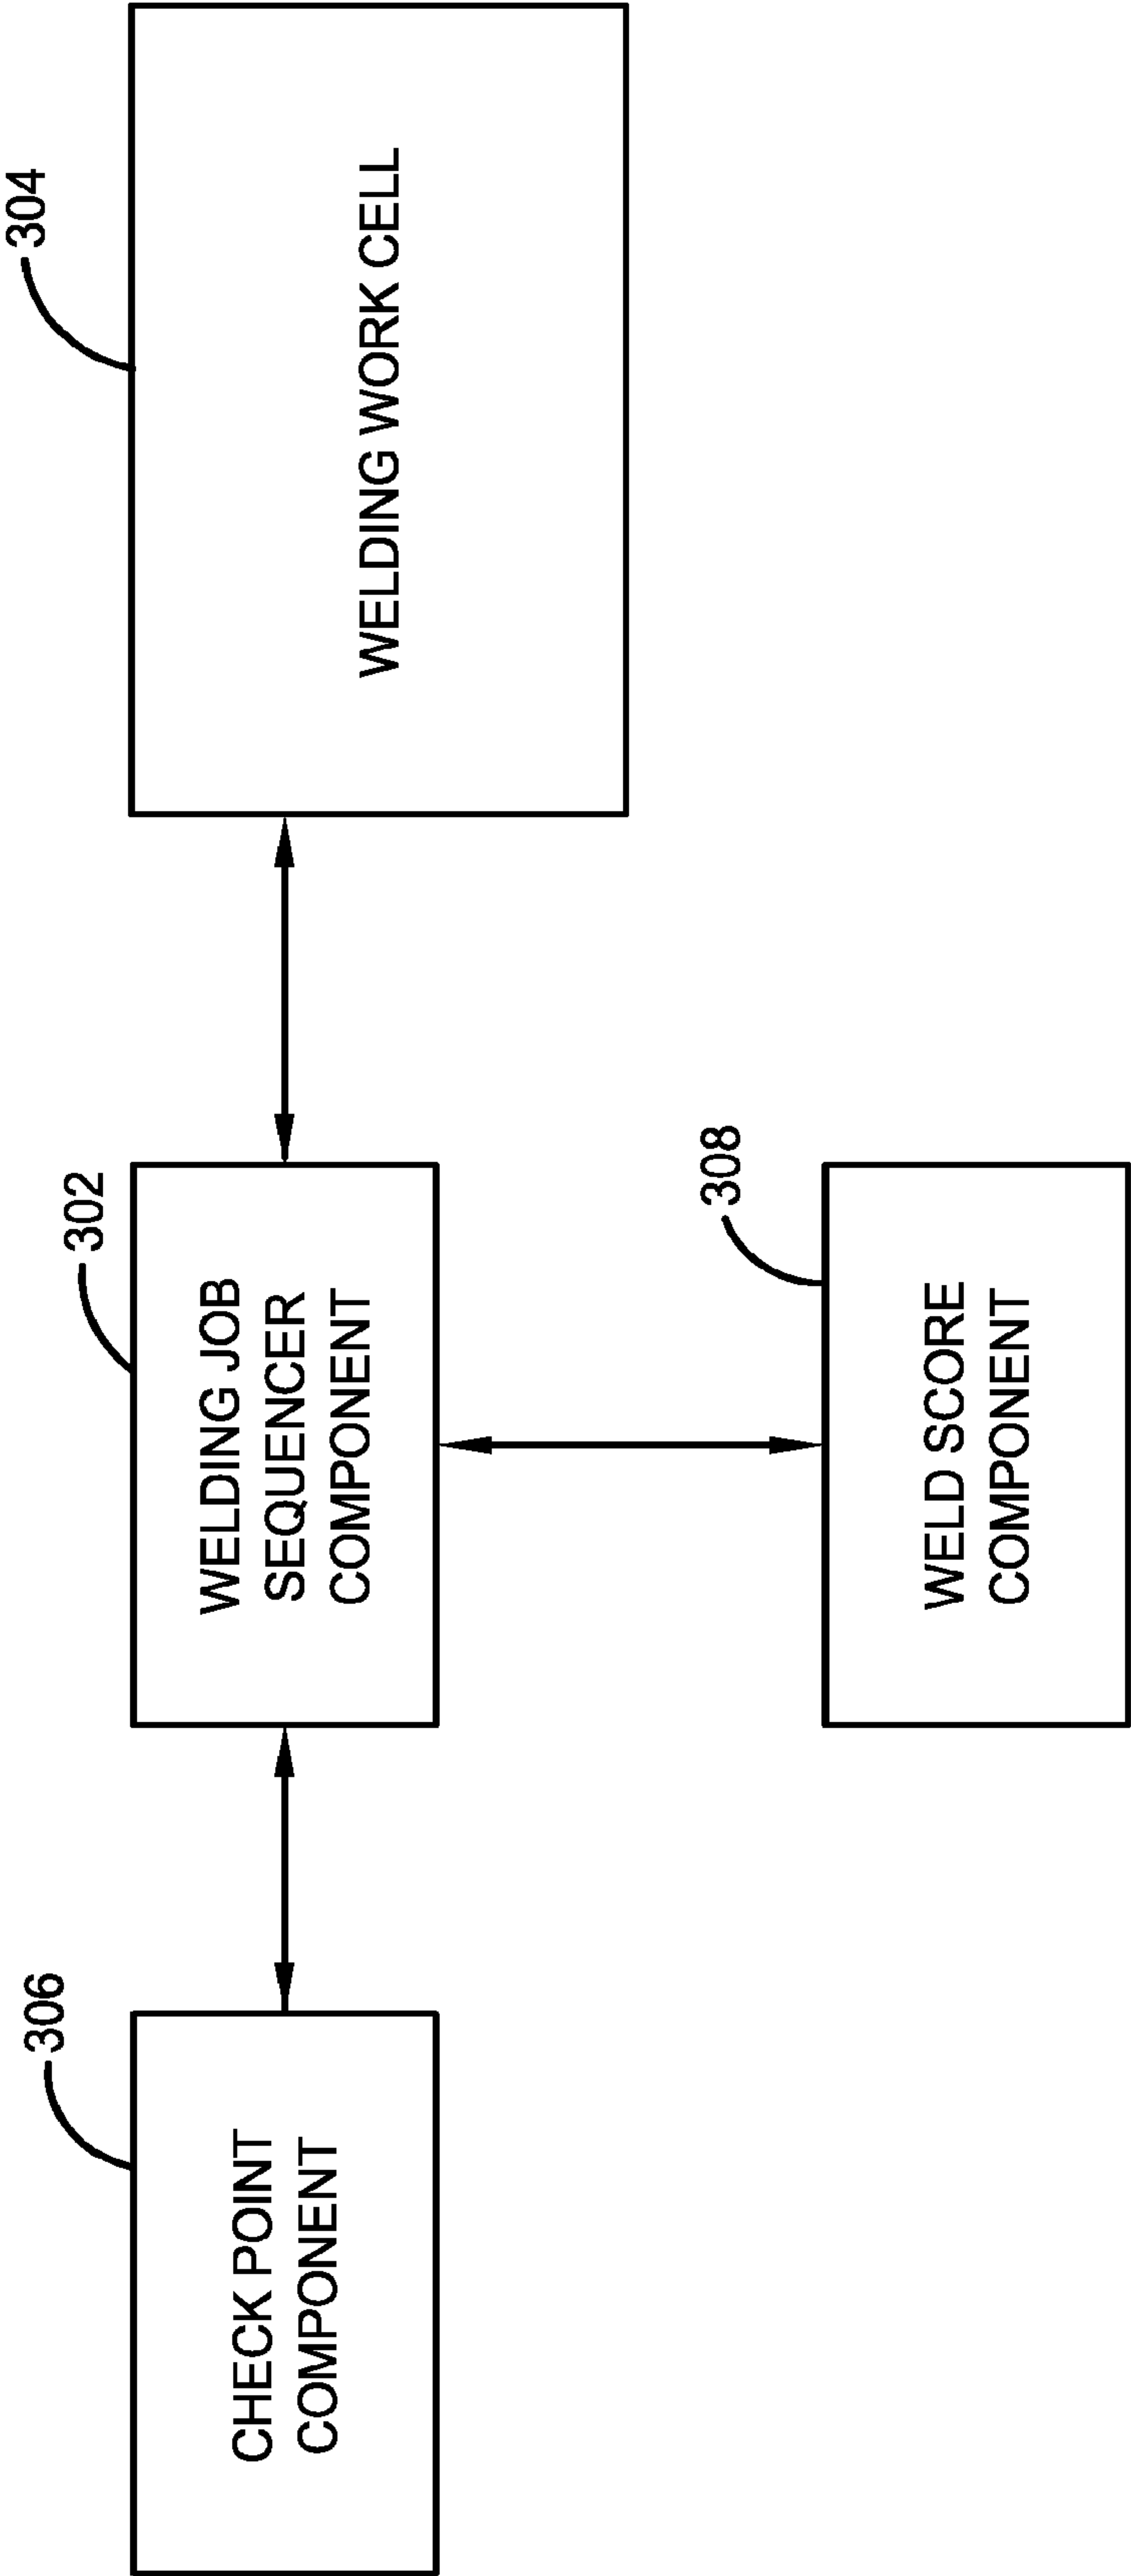 306
302
304
CHECK POINT
COMPONENT
WELDING JOB
SEQUENCER
COMPONENT
WELDING WORK CELL
308
WELD SCORE
COMPONENT